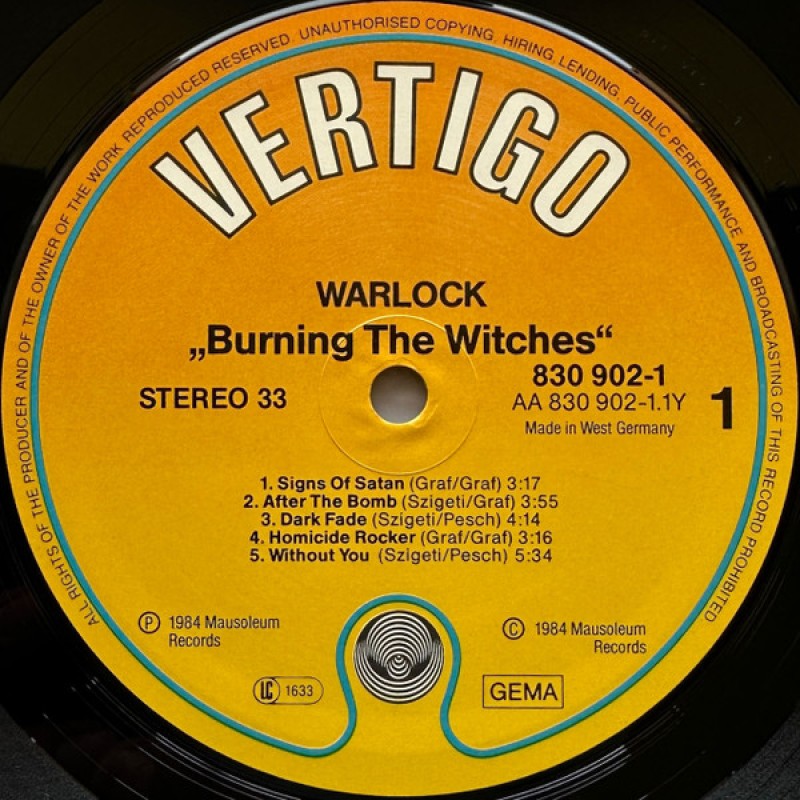 ALL RIGHTS OF THE PRODUCER AND OF THE OWNER OF THE WORK REPRODUCED RESERVED. UNAUTHORISED COPYING, HIRING, LENDING, PUBLIC PERFORMANCE AND BROADCASTING OF THIS RECORD PROHIBITED
VERTIGO
WARLOCK
„Burning The Witches“
STEREO 33
830 902-1
AA 830 902-1.1Y
Made in West Germany
1
1. Signs Of Satan (Graf/Graf) 3:17
2. After The Bomb (Szigeti/Graf) 3:55
3. Dark Fade (Szigeti/Pesch) 4:14
4. Homicide Rocker (Graf/Graf) 3:16
5. Without You (Szigeti/Pesch) 5:34
Ⓟ 1984 Mausoleum
Records
© 1984 Mausoleum
Records
LC 1633
GEMA